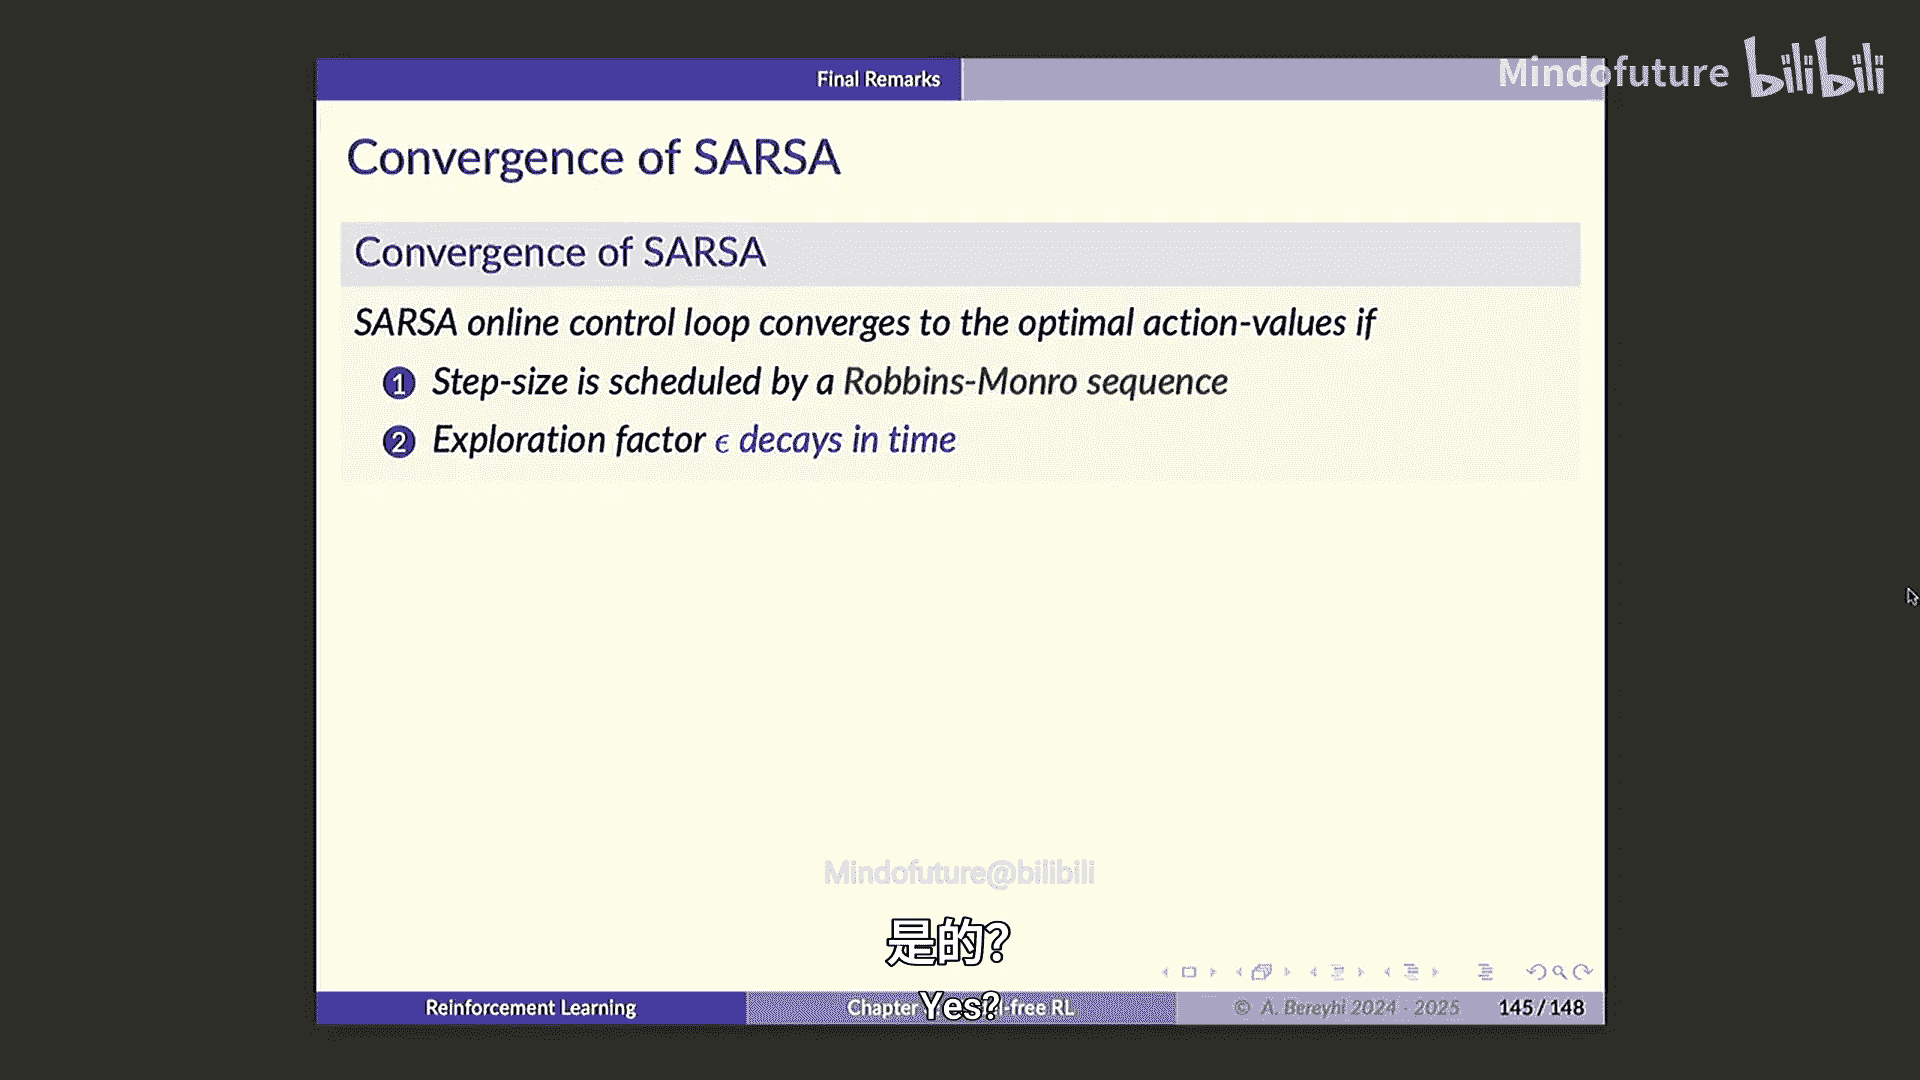 Final Remarks
Mindofuture bilibili
Convergence of SARSA
Convergence of SARSA
SARSA online control loop converges to the optimal action-values if
1 Step-size is scheduled by a Robbins-Monro sequence
2 Exploration factor ϵ decays in time
Mindofuture@bilibili
是的?
Yes?
Reinforcement Learning
Chapter -free RL
© A. Bereyhi 2024 - 2025
145 / 148